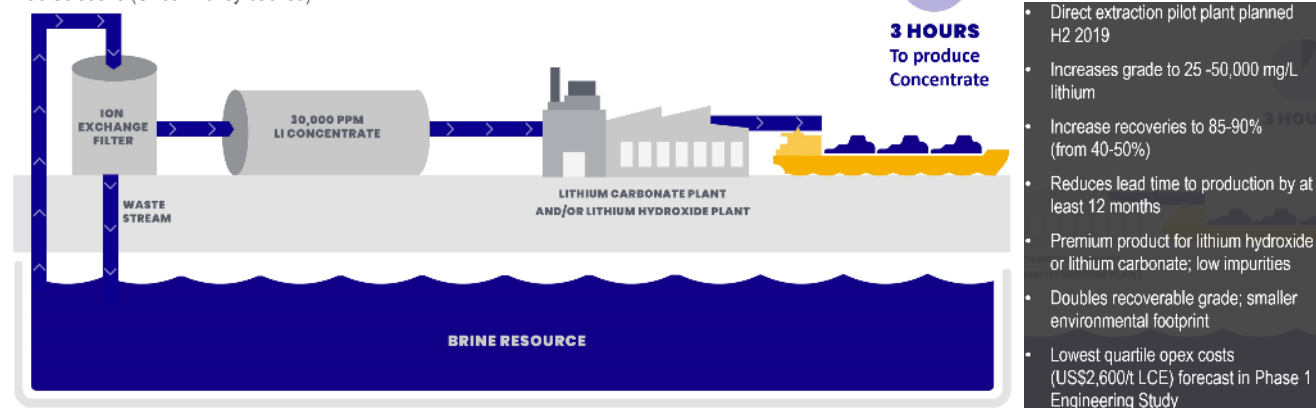 3 HOURS
To produce
Concentrate
ION
EXCHANGE
FILTER
30,000 PPM
LI CONCENTRATE
WASTE
STREAM
LITHIUM CARBONATE PLANT
AND/OR LITHIUM HYDROXIDE PLANT
BRINE RESOURCE
• Direct extraction pilot plant planned
H2 2019
• Increases grade to 25 -50,000 mg/L
lithium
• Increase recoveries to 85-90%
(from 40-50%)
• Reduces lead time to production by at
least 12 months
• Premium product for lithium hydroxide
or lithium carbonate; low impurities
• Doubles recoverable grade; smaller
environmental footprint
• Lowest quartile opex costs
(US$2,600/t LCE) forecast in Phase 1
Engineering Study